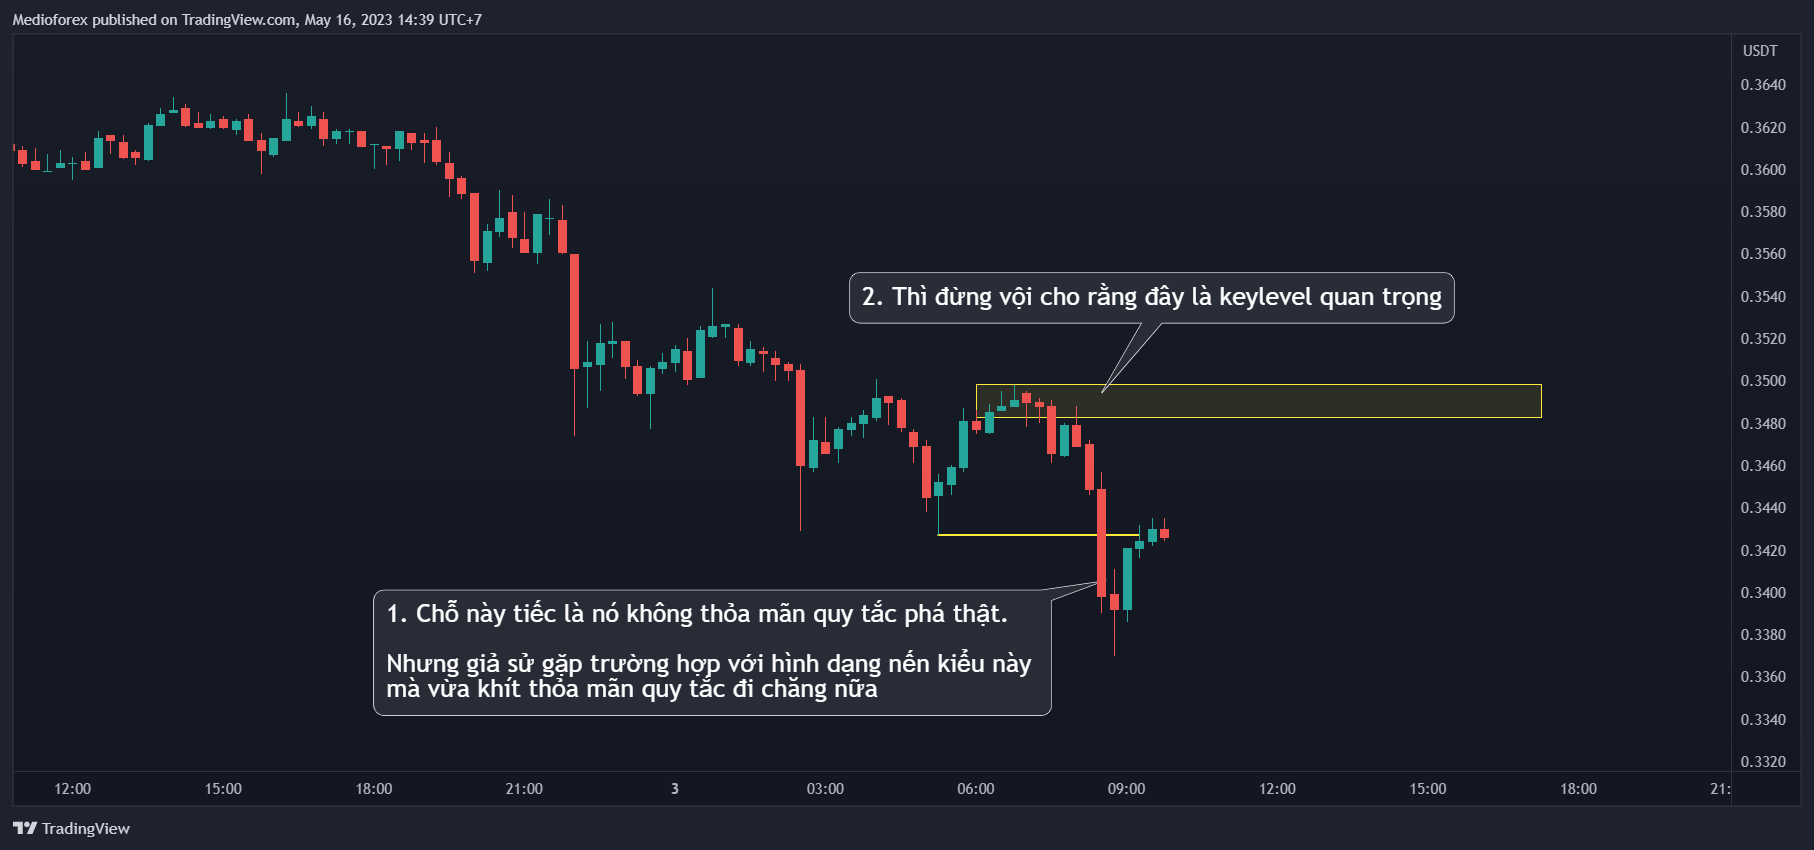 Medioforex published on TradingView.com, May 16, 2023 14:39 UTC+7
USDT
0.3640
0.3620
0.3600
0.3580
0.3560
0.3540
2. Thì đừng vội cho rằng đây là keylevel quan trọng
0.3520
0.3500
0.3480
0.3460
0.3440
0.3420
0.3400
1. Chỗ này tiếc là nó không thỏa mãn quy tắc phá thật.
Nhưng giả sử gặp trường hợp với hình dạng nến kiểu này
mà vừa khít thỏa mãn quy tắc đi chăng nữa
0.3380
0.3360
0.3340
0.3320
12:00 15:00 18:00 21:00 3 03:00 06:00 09:00 12:00 15:00 18:00 21:
TradingView